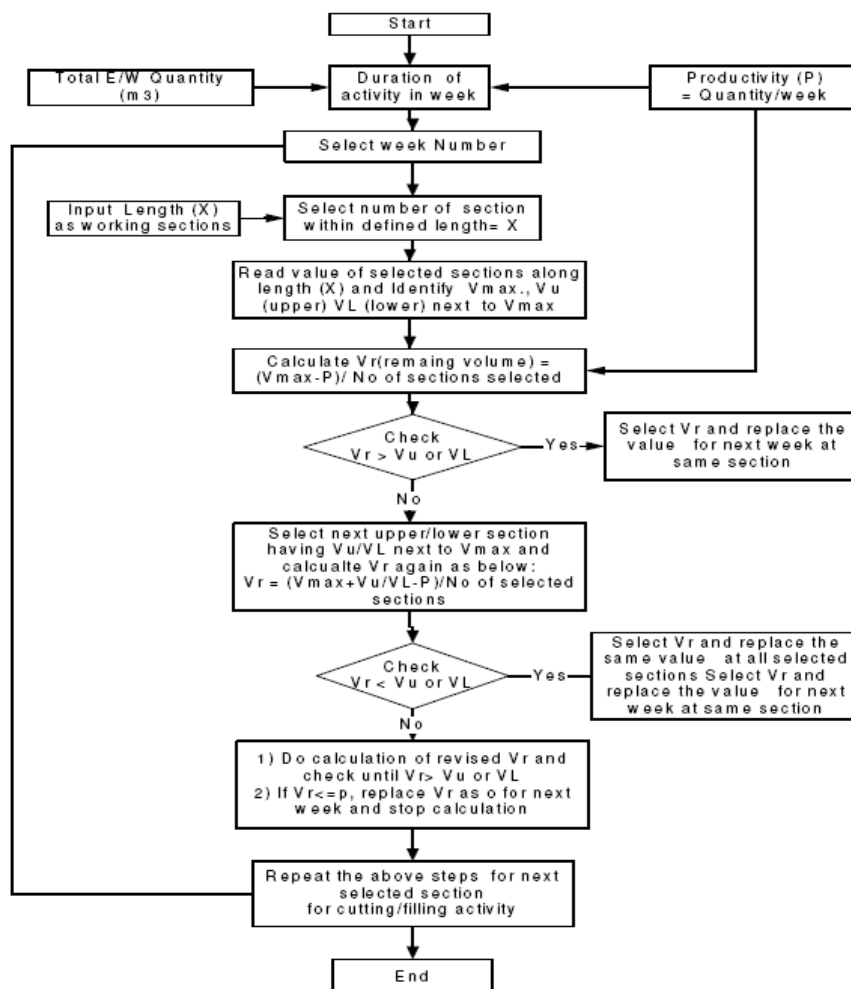 Start
Total E/W Quantity
(m3)
Duration of
activity in week
Productivity (P)
= Quantity/week
Select week Number
Input Length (X)
as working sections
Select number of section
within defined length= X
Read value of selected sections along
length (X) and Identify Vmax., Vu
(upper) VL (lower) next to Vmax
Calculate Vr(remaing volume) =
(Vmax-P)/ No of sections selected
Check
Vr > Vu or VL
Yes
Select Vr and replace the
value for next week at
same section
No
Select next upper/lower section
having Vu/VL next to Vmax and
calcualte Vr again as below:
Vr = (Vmax+Vu/VL-P)/No of selected
sections
Check
Vr < Vu or VL
Yes
Select Vr and replace the
same value at all selected
sections Select Vr and
replace the value for next
week at same section
No
1) Do calculation of revised Vr and
check until Vr> Vu or VL
2) If Vr<=p, replace Vr as o for next
week and stop calculation
Repeat the above steps for next
selected section
for cutting/filling activity
End